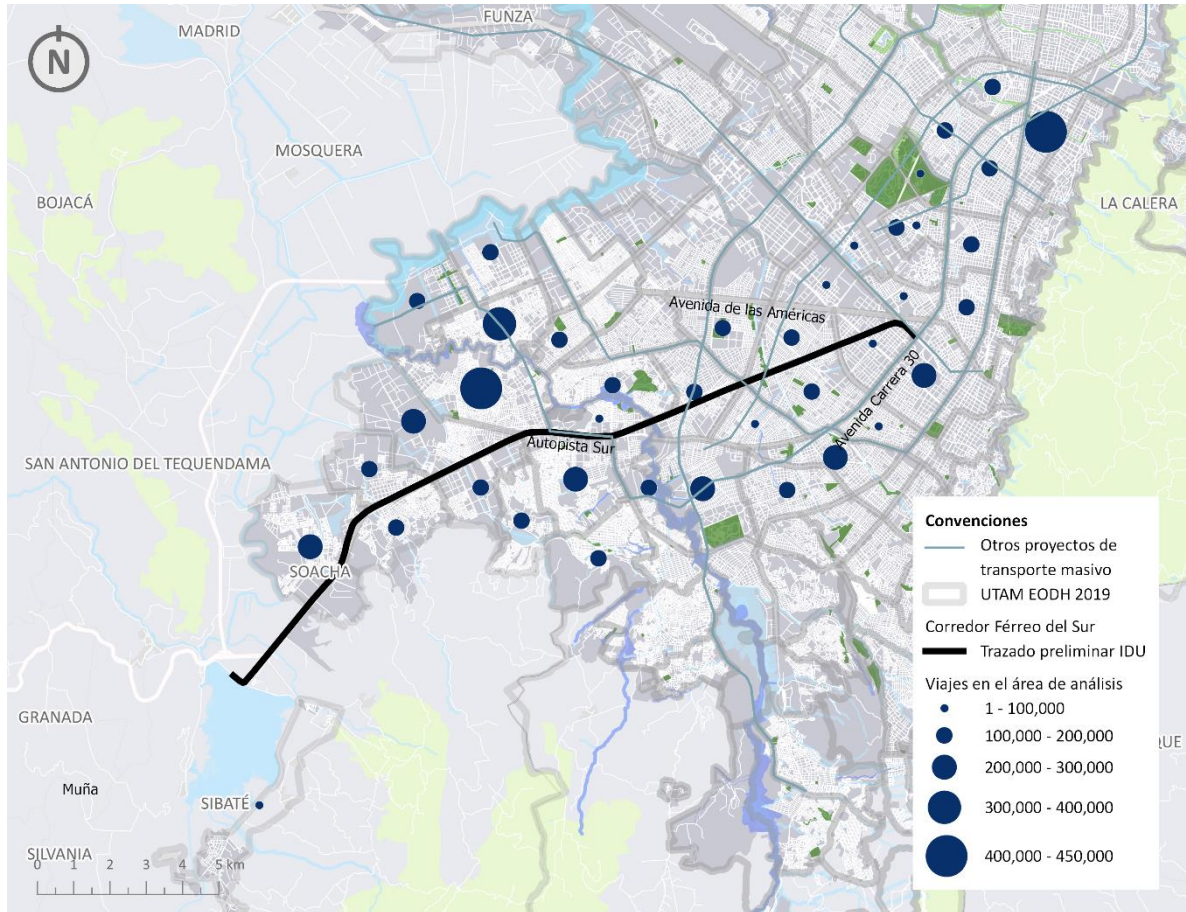 FUNZA
MADRID
N
MOSQUERA
BOJACÁ
LA CALERA
Avenida de las Américas
Avenida Carrera 30
Autopista Sur
SAN ANTONIO DEL TEQUENDAMA
SOACHA
GRANADA
Muña
SIBATÉ
SILVANIA
0 1 2 3 4 5 km
QUE
Convenciones
Otros proyectos de
transporte masivo
UTAM EODH 2019
Corredor Férreo del Sur
Trazado preliminar IDU
Viajes en el área de análisis
1 - 100,000
100,000 - 200,000
200,000 - 300,000
300,000 - 400,000
400,000 - 450,000